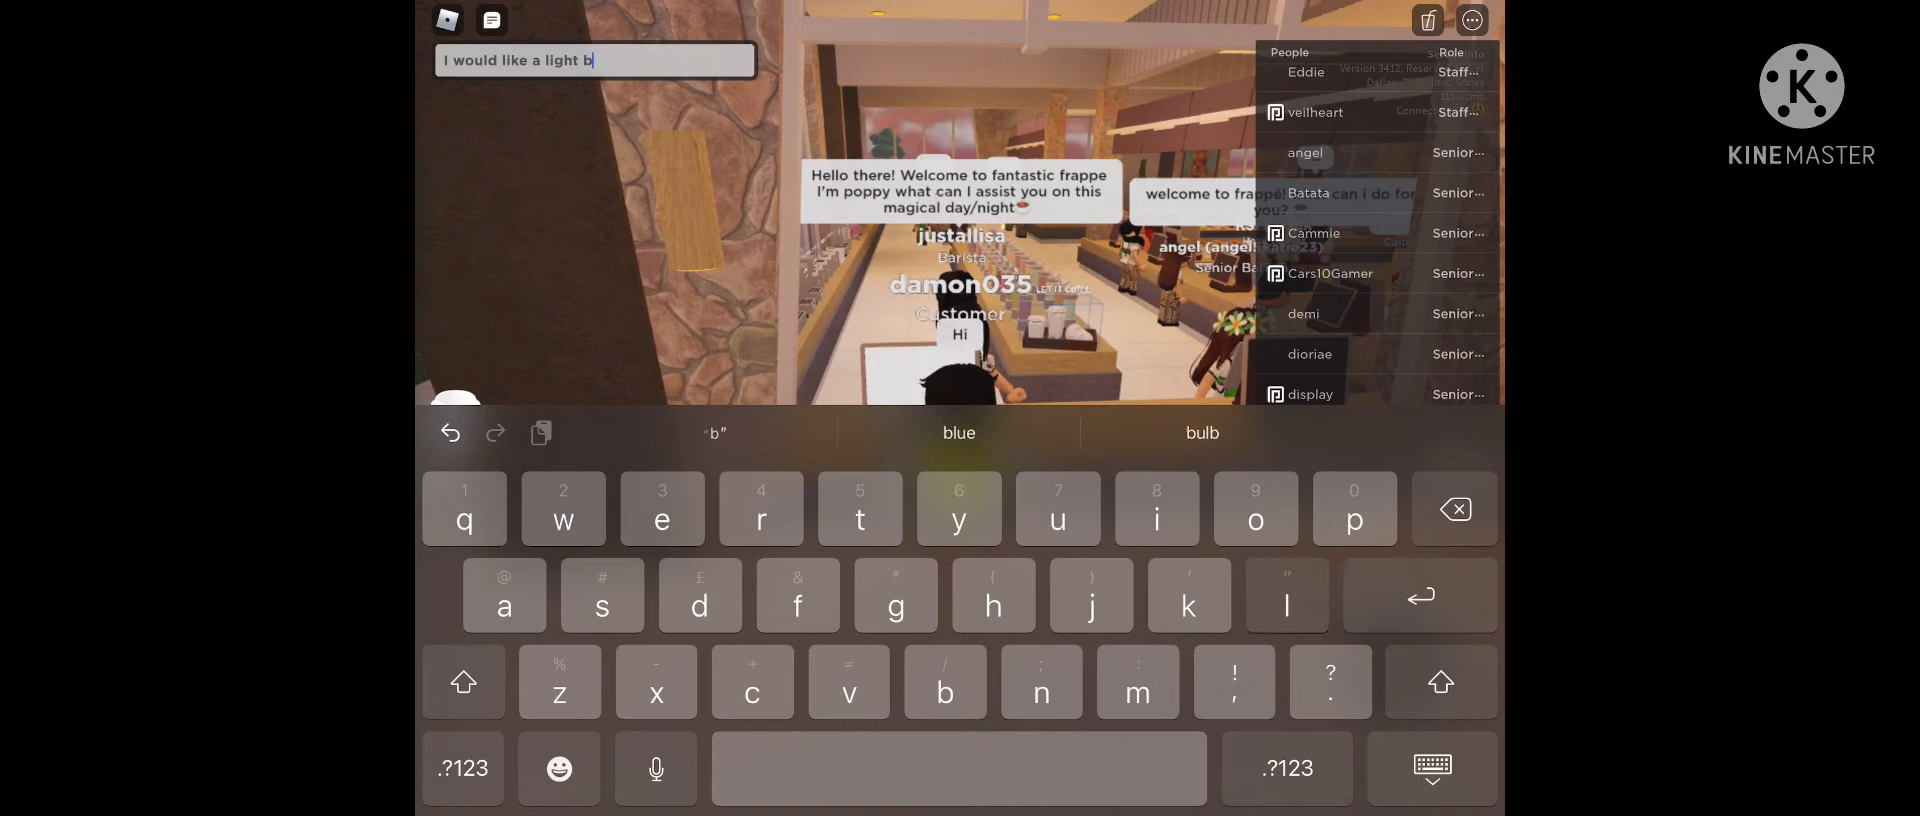 I would like a light b
People Role
Eddie Staff...
veilheart Staff...
angel Senior...
Batata Senior...
Cammie Senior...
Cars10Gamer Senior...
demi Senior...
dioriae Senior...
display Senior...
Hello there! Welcome to fantastic frappe
I'm poppy what can I assist you on this
magical day/night☕
welcome to frappé! can i do for
you?
justallisa
Barista
damon035
LET IT CHILL
Customer
Hi
angel
Senior Ba
KINEMASTER
K
"b" blue bulb
1 2 3 4 5 6 7 8 9 0
q w e r t y u i o p
@ # £ & * ( ) ' "
a s d f g h j k l
% - + = / ; : ! ?
z x c v b n m , .
.?123 .?123